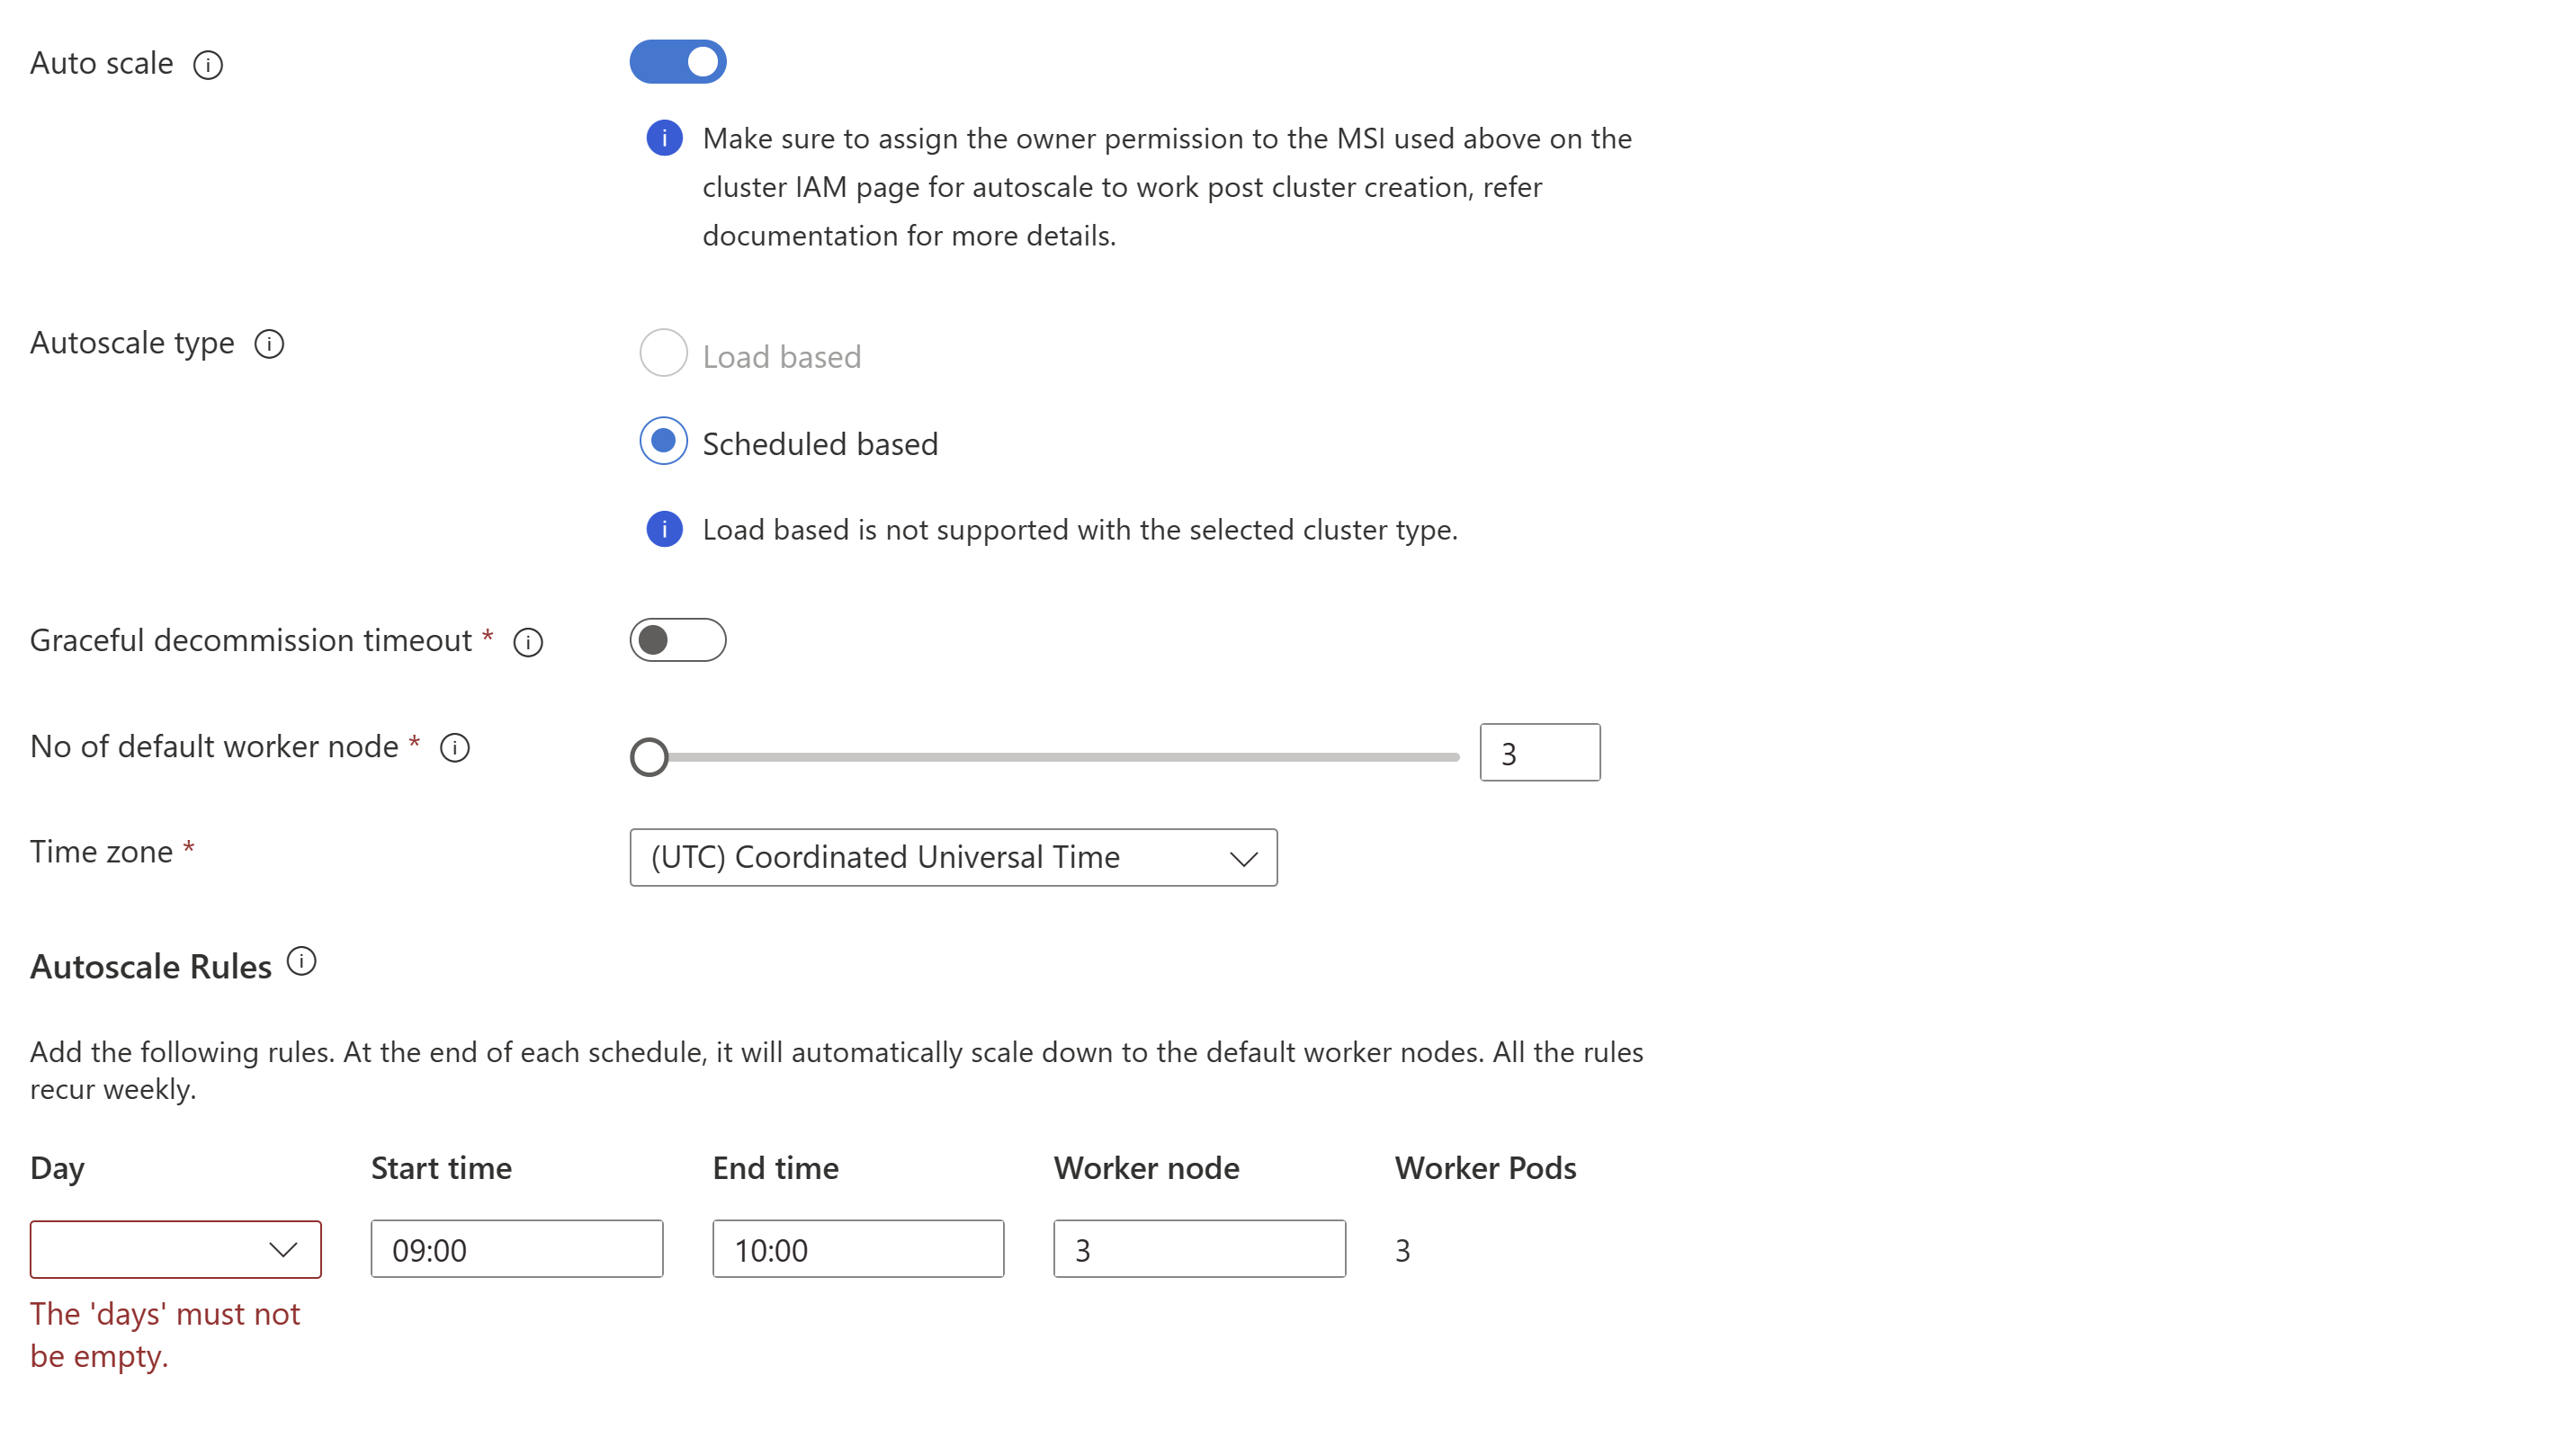 Auto scale
Make sure to assign the owner permission to the MSI used above on the
cluster IAM page for autoscale to work post cluster creation, refer
documentation for more details.
Autoscale type
Load based
Scheduled based
Load based is not supported with the selected cluster type.
Graceful decommission timeout *
No of default worker node *
3
Time zone *
(UTC) Coordinated Universal Time
Autoscale Rules
Add the following rules. At the end of each schedule, it will automatically scale down to the default worker nodes. All the rules
recur weekly.
Day Start time End time Worker node Worker Pods
09:00 10:00 3 3
The 'days' must not
be empty.